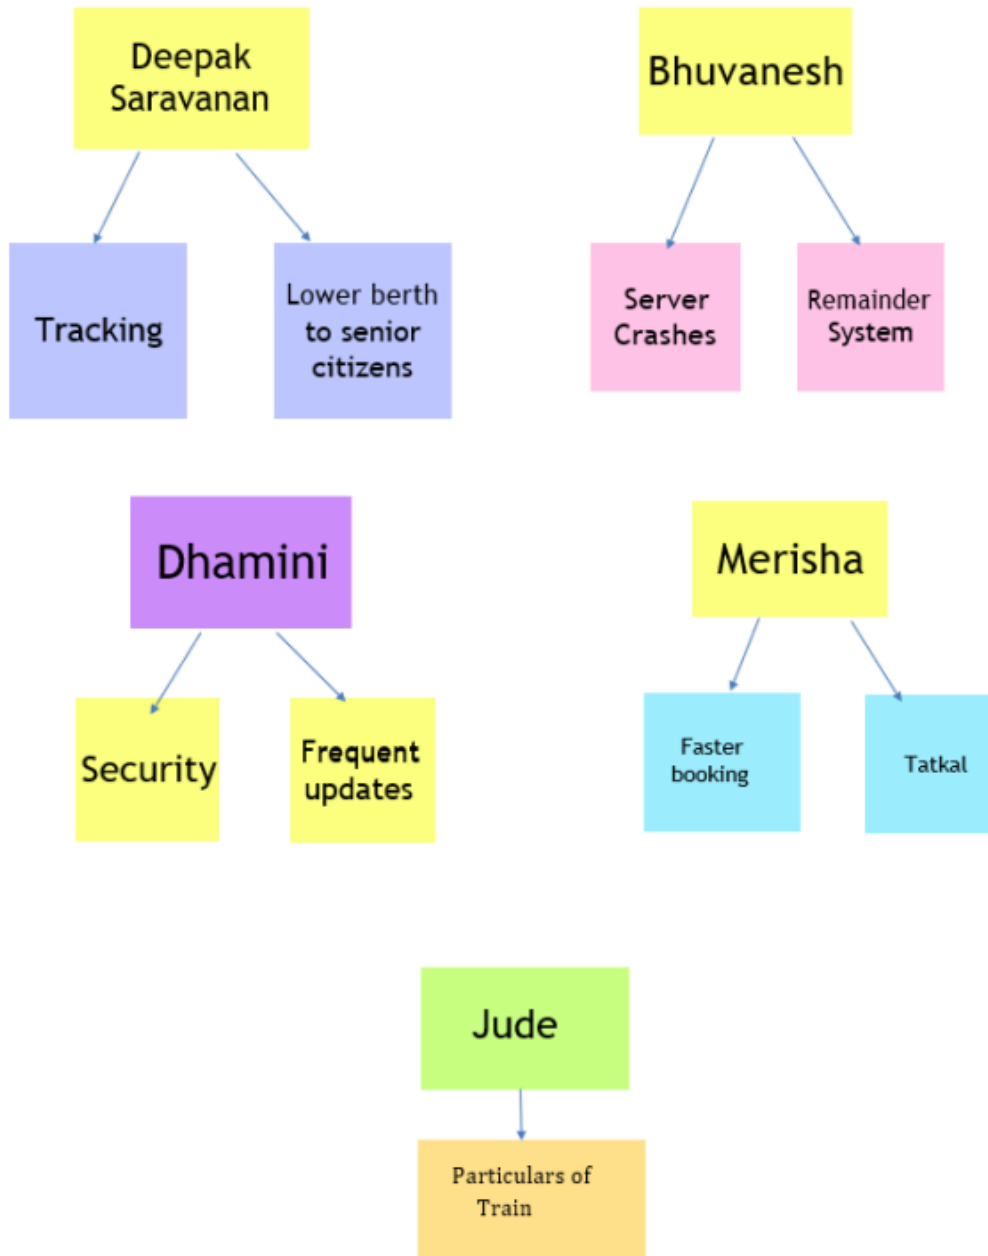 Deepak
Saravanan
Bhuvanesh
Tracking
Lower berth
to senior
citizens
Server
Crashes
Remainder
System
Dhamini
Merisha
Security
Frequent
updates
Faster
booking
Tatkal
Jude
Particulars of
Train